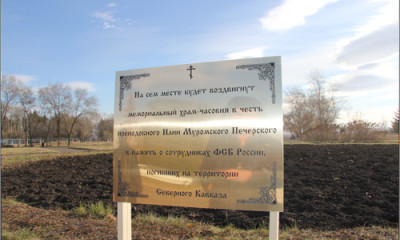 На сем месте будет воздвигнут
мемориальный храм-часовня в честь
преподобного Илии Муромского Печерского
в память о сотрудниках ФСБ России,
погибших на территории
Северного Кавказа